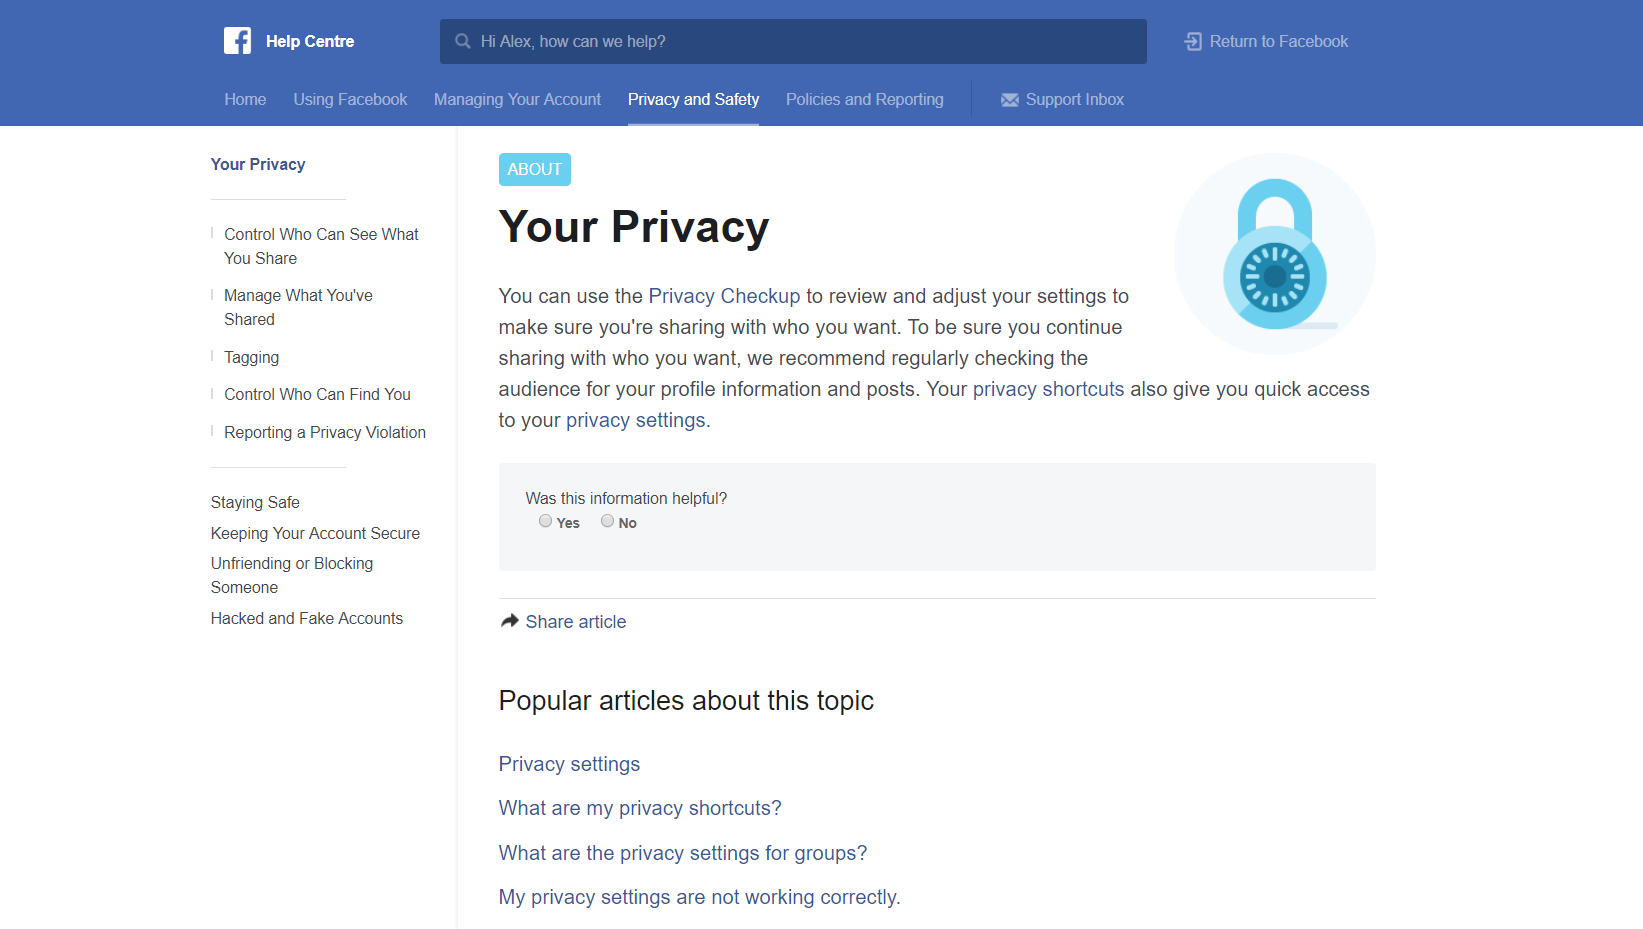 Help Centre
Hi Alex, how can we help?
Return to Facebook
Home
Using Facebook
Managing Your Account
Privacy and Safety
Policies and Reporting
Support Inbox
Your Privacy
Control Who Can See What
You Share
Manage What You've
Shared
Tagging
Control Who Can Find You
Reporting a Privacy Violation
Staying Safe
Keeping Your Account Secure
Unfriending or Blocking
Someone
Hacked and Fake Accounts
ABOUT
Your Privacy
You can use the Privacy Checkup to review and adjust your settings to
make sure you're sharing with who you want. To be sure you continue
sharing with who you want, we recommend regularly checking the
audience for your profile information and posts. Your privacy shortcuts also give you quick access
to your privacy settings.
Was this information helpful?
Yes
No
Share article
Popular articles about this topic
Privacy settings
What are my privacy shortcuts?
What are the privacy settings for groups?
My privacy settings are not working correctly.